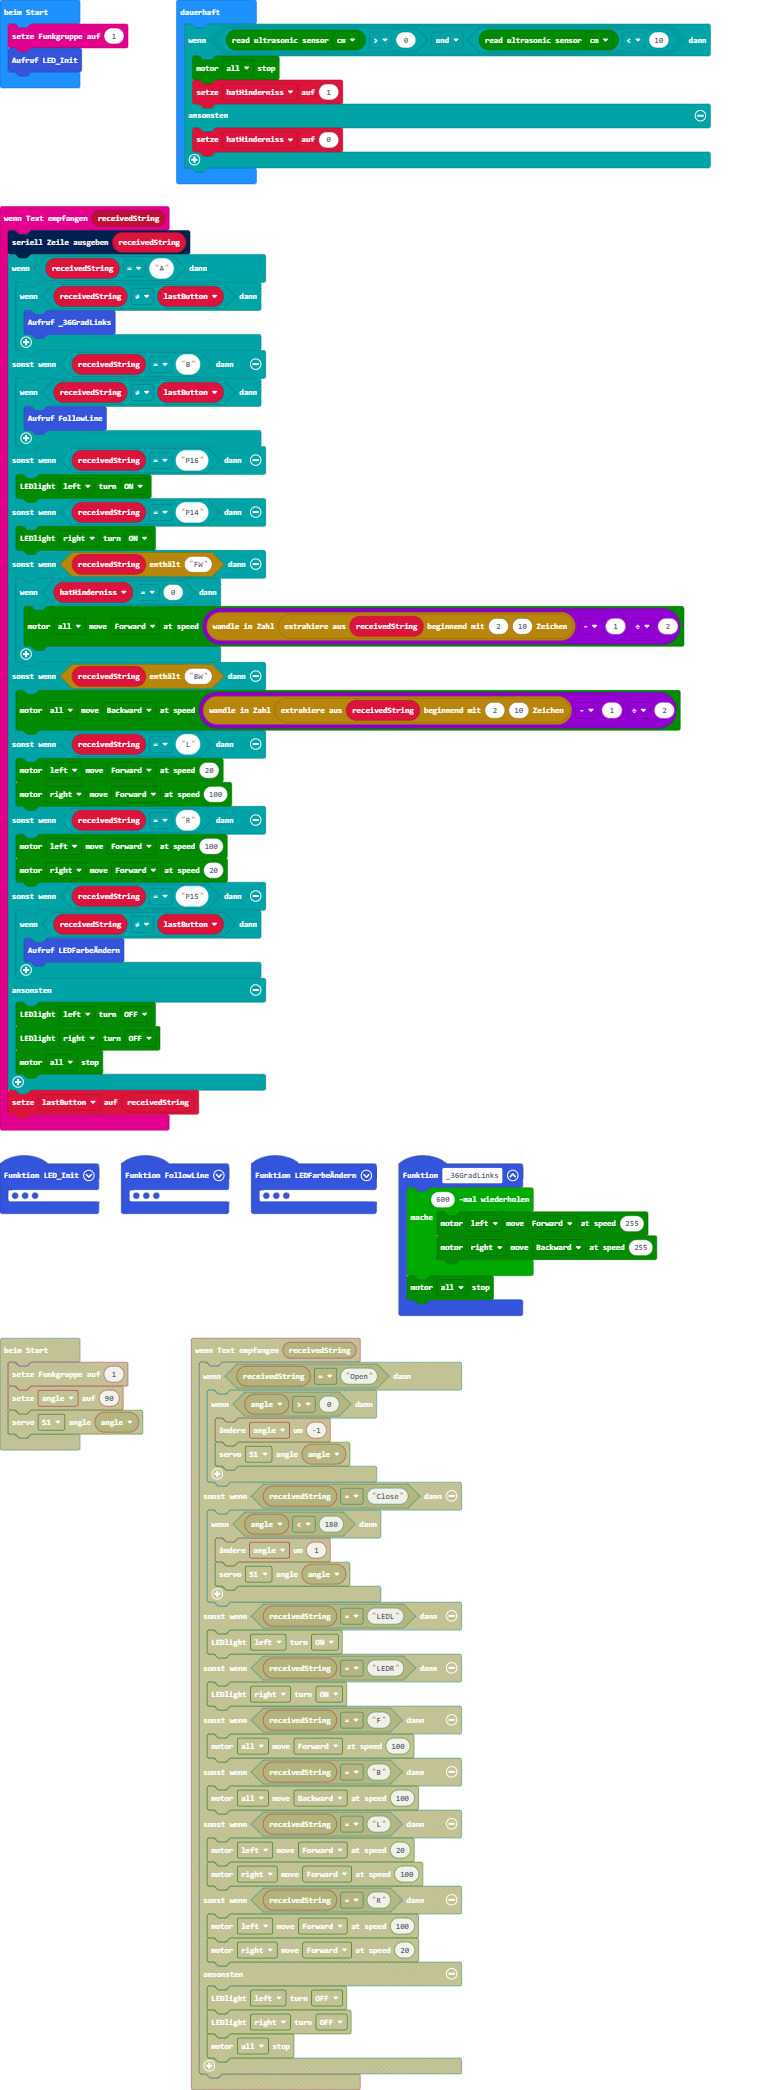 beim Start
setze Funkgruppe auf 1
Aufruf LED_Init
dauerhaft
wenn read ultrasonic sensor cm > 0 und read ultrasonic sensor cm < 10 dann
motor all stop
setze hatHinderniss auf 1
ansonsten
setze hatHinderniss auf 0
wenn Text empfangen receivedString
seriell Zeile ausgeben receivedString
wenn receivedString = "A" dann
wenn receivedString ≠ lastButton dann
Aufruf _36GradLinks
sonst wenn receivedString = "B" dann
wenn receivedString ≠ lastButton dann
Aufruf FollowLine
sonst wenn receivedString = "P16" dann
LEDlight left turn ON
sonst wenn receivedString = "P14" dann
LEDlight right turn ON
sonst wenn receivedString enthält "FW" dann
wenn hatHinderniss = 0 dann
motor all move Forward at speed wandle in Zahl extrahiere aus receivedString beginnend mit 2 10 Zeichen - 1 ÷ 2
sonst wenn receivedString enthält "BW" dann
motor all move Backward at speed wandle in Zahl extrahiere aus receivedString beginnend mit 2 10 Zeichen - 1 ÷ 2
sonst wenn receivedString = "L" dann
motor left move Forward at speed 20
motor right move Forward at speed 100
sonst wenn receivedString = "R" dann
motor left move Forward at speed 100
motor right move Forward at speed 20
sonst wenn receivedString = "P15" dann
wenn receivedString ≠ lastButton dann
Aufruf LEDFarbeÄndern
ansonsten
LEDlight left turn OFF
LEDlight right turn OFF
motor all stop
setze lastButton auf receivedString
Funktion LED_Init
Funktion FollowLine
Funktion LEDFarbeÄndern
Funktion _36GradLinks
600 -mal wiederholen
mache
motor left move Forward at speed 255
motor right move Backward at speed 255
motor all stop
beim Start
setze Funkgruppe auf 1
setze angle auf 90
servo S1 angle angle
wenn Text empfangen receivedString
wenn receivedString = "Open" dann
wenn angle > 0 dann
ändere angle um -1
servo S1 angle angle
sonst wenn receivedString = "Close" dann
wenn angle < 180 dann
ändere angle um 1
servo S1 angle angle
sonst wenn receivedString = "LEDL" dann
LEDlight left turn ON
sonst wenn receivedString = "LEDR" dann
LEDlight right turn ON
sonst wenn receivedString = "F" dann
motor all move Forward at speed 100
sonst wenn receivedString = "B" dann
motor all move Backward at speed 100
sonst wenn receivedString = "L" dann
motor left move Forward at speed 20
motor right move Forward at speed 100
sonst wenn receivedString = "R" dann
motor left move Forward at speed 100
motor right move Forward at speed 20
ansonsten
LEDlight left turn OFF
LEDlight right turn OFF
motor all stop